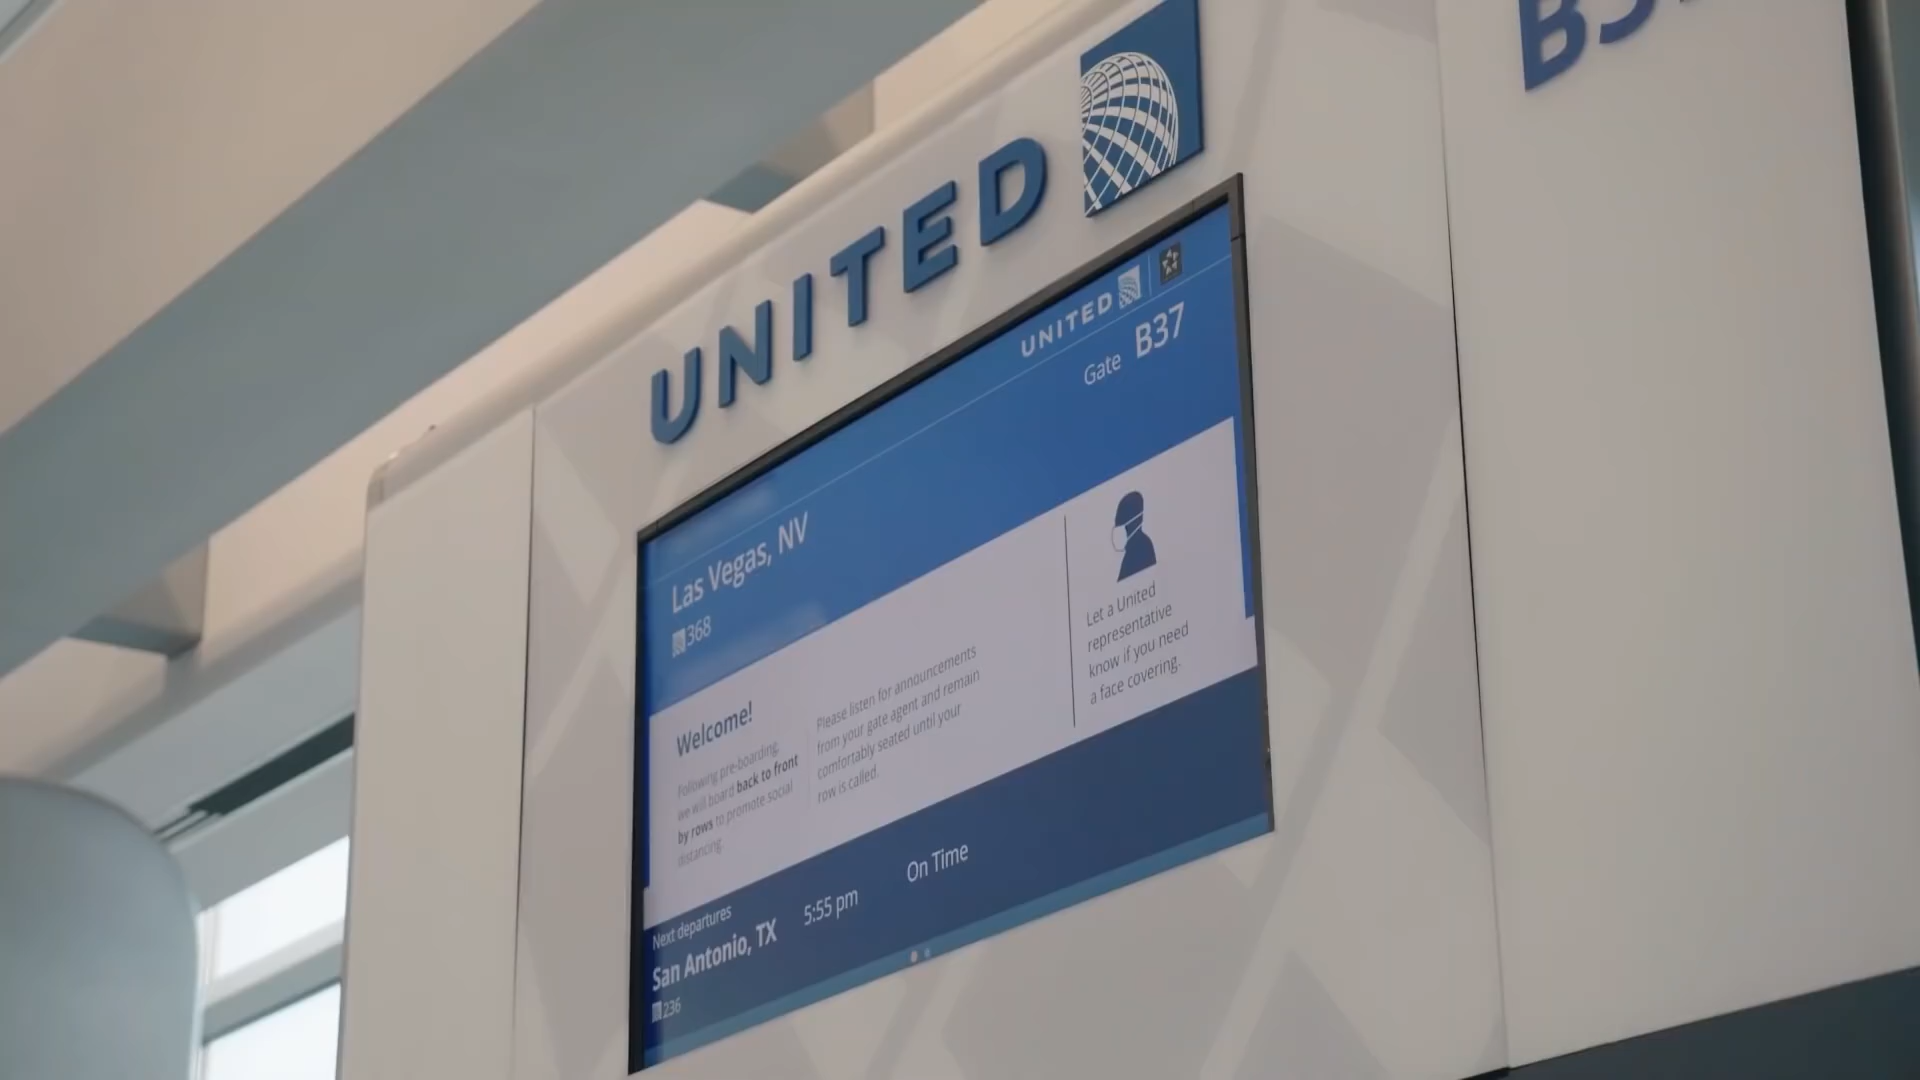 UNITED
UNITED
Gate B37
Las Vegas, NV
368
Welcome!
Following pre-boarding,
we will board back to front
by rows to promote social
distancing.
Please listen for announcements
from your gate agent and remain
comfortably seated until your
row is called.
Let a United
representative
know if you need
a face covering.
Next departures
San Antonio, TX 5:55 pm On Time
236